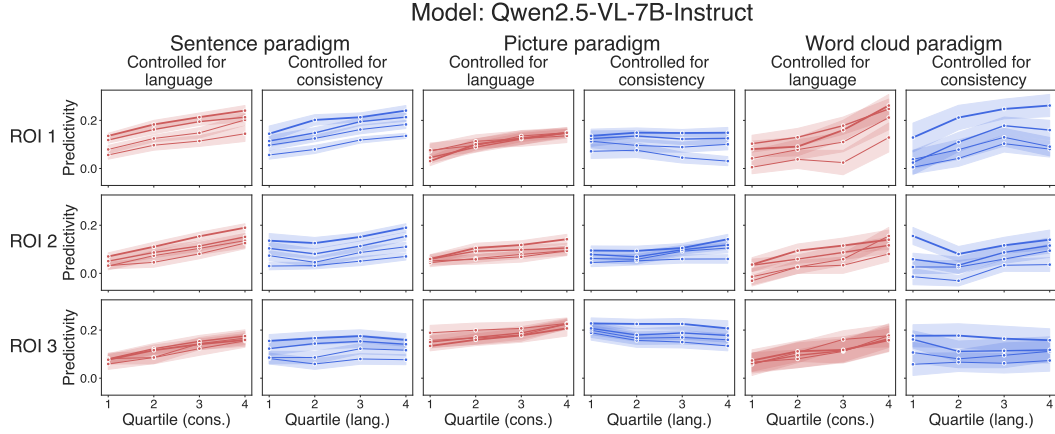 Model: Qwen2.5-VL-7B-Instruct
Sentence paradigm
Picture paradigm
Word cloud paradigm
Controlled for
language
Controlled for
consistency
Controlled for
language
Controlled for
consistency
Controlled for
language
Controlled for
consistency
ROI 1
Predictivity
0.2
0.0
ROI 2
Predictivity
0.2
0.0
ROI 3
Predictivity
0.2
0.0
1 2 3 4
1 2 3 4
1 2 3 4
1 2 3 4
1 2 3 4
1 2 3 4
Quartile (cons.)
Quartile (lang.)
Quartile (cons.)
Quartile (lang.)
Quartile (cons.)
Quartile (lang.)